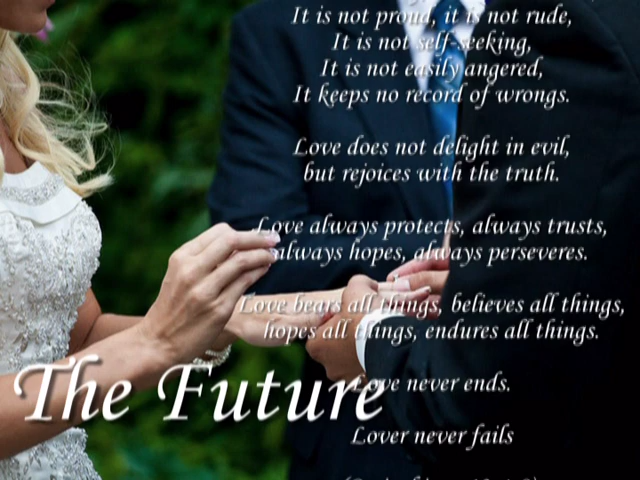 It is not proud, it is not rude,
It is not self-seeking,
It is not easily angered,
It keeps no record of wrongs.
Love does not delight in evil,
but rejoices with the truth.
Love always protects, always trusts,
always hopes, always perseveres.
Love bears all things, believes all things,
hopes all things, endures all things.
The Future
Love never ends.
Lover never fails